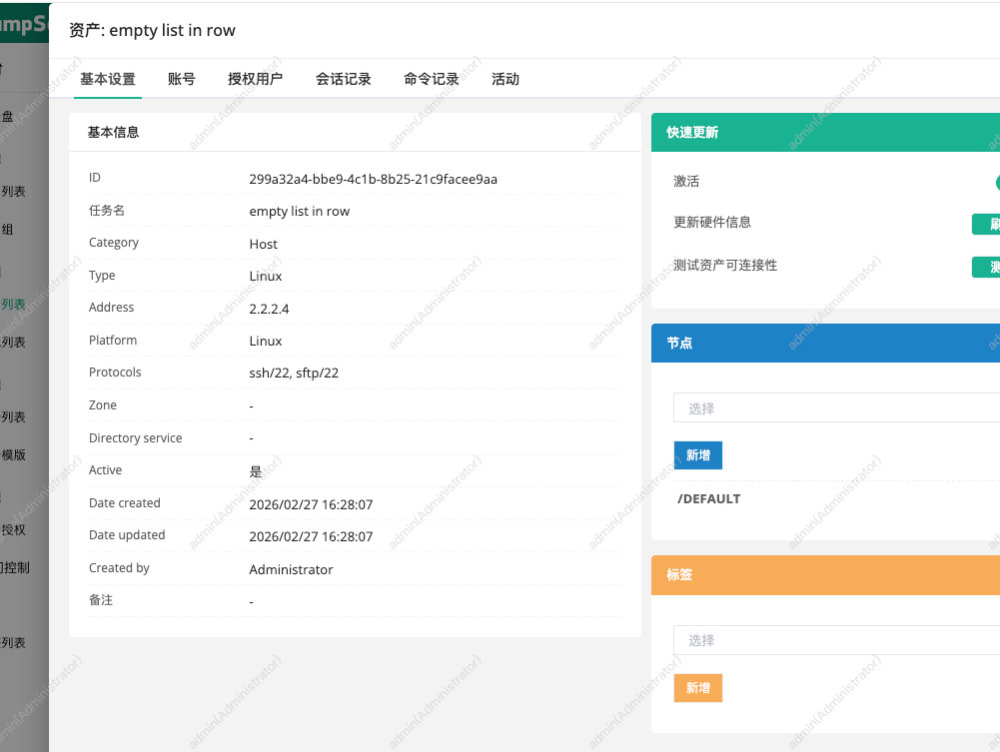 资产: empty list in row
基本设置 账号 授权用户 会话记录 命令记录 活动
盘
列表
组
列表
列表
列表
模版
授权
控制
列表
基本信息
ID 299a32a4-bbe9-4c1b-8b25-21c9facee9aa
任务名 empty list in row
Category Host
Type Linux
Address 2.2.2.4
Platform Linux
Protocols ssh/22, sftp/22
Zone -
Directory service -
Active 是
Date created 2026/02/27 16:28:07
Date updated 2026/02/27 16:28:07
Created by Administrator
备注 -
快速更新
激活
更新硬件信息 刷
测试资产可连接性 测
节点
选择
新增
/DEFAULT
标签
选择
新增
admin(Administrator)